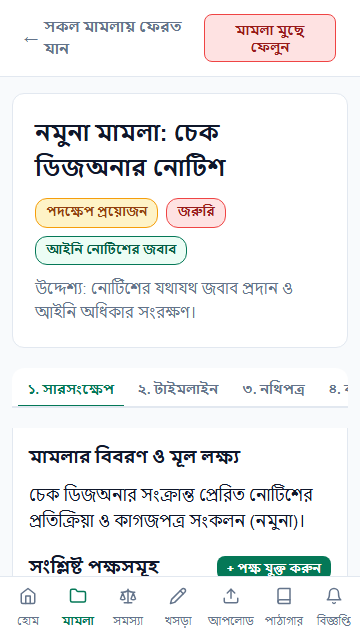 ← সকল মামলায় ফেরত
যান
মামলা মুছে
ফেলুন
নমুনা মামলা: চেক
ডিজঅনার নোটিশ
পদক্ষেপ প্রয়োজন জরুরি
আইনি নোটিশের জবাব
উদ্দেশ্য: নোটিশের যথাযথ জবাব প্রদান ও
আইনি অধিকার সংরক্ষণ।
১. সারসংক্ষেপ ২. টাইমলাইন ৩. নথিপত্র ৪.
মামলার বিবরণ ও মূল লক্ষ্য
চেক ডিজঅনার সংক্রান্ত প্রেরিত নোটিশের
প্রতিক্রিয়া ও কাগজপত্র সংকলন (নমুনা)।
সংশ্লিষ্ট পক্ষসমূহ + পক্ষ যুক্ত করুন
হোম মামলা সমস্যা খসড়া আপলোড পাঠাগার বিজ্ঞপ্তি